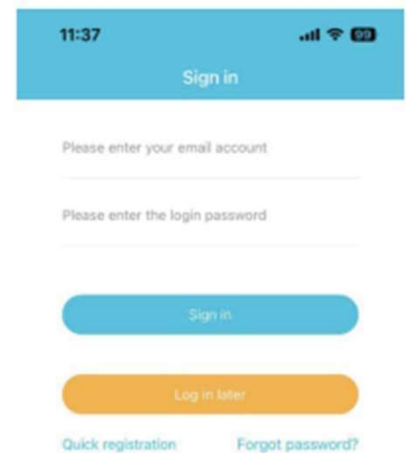 11:37
99
Sign in
Please enter your email account
Please enter the login password
Sign in
Log in later
Quick registration Forgot password?